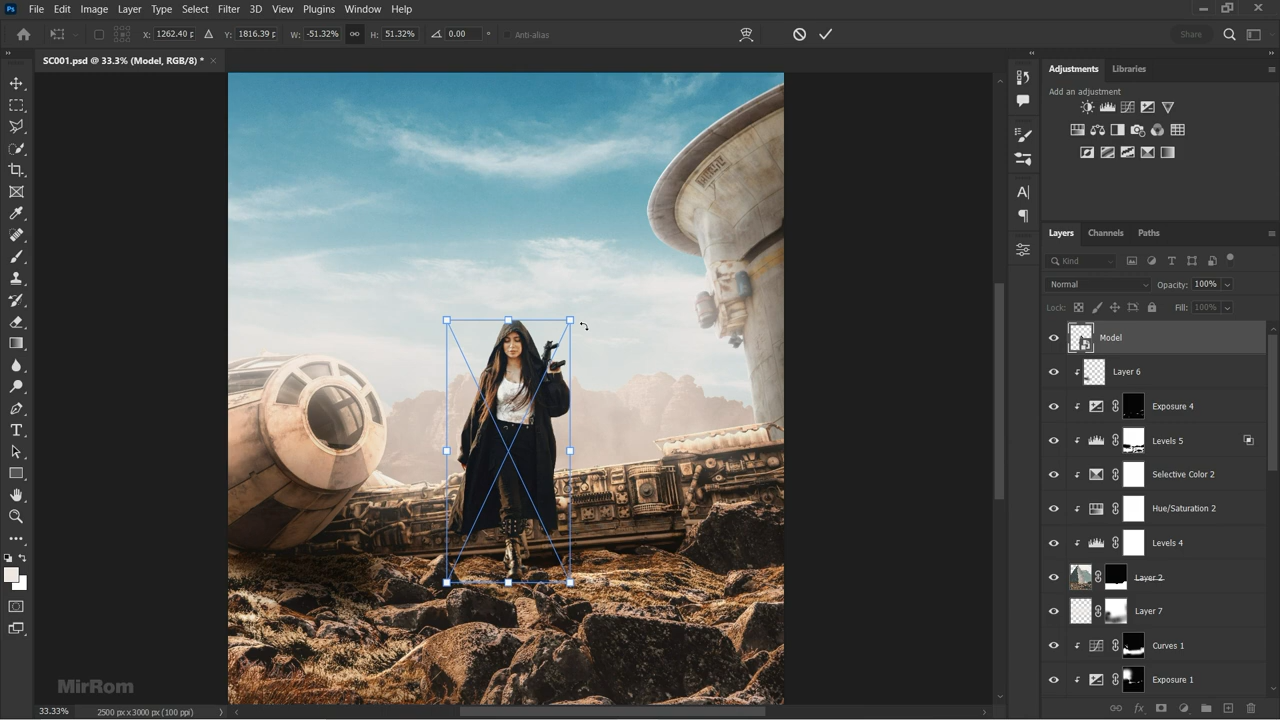 Ps File Edit Image Layer Type Select Filter 3D View Plugins Window Help
X: 1262.40 p Y: 1816.39 p W: -51.32% H: 51.32% 0.00 ° Anti-alias Share
SC001.psd @ 33.3% (Model, RGB/8) * ×
Adjustments Libraries
Add an adjustment
Layers Channels Paths
Kind
Normal Opacity: 100%
Lock: Fill: 100%
Model
Layer 6
Exposure 4
Levels 5
Selective Color 2
Hue/Saturation 2
Levels 4
Layer 2
Layer 7
Curves 1
Exposure 1
MirRom
33.33% 2500 px x 3000 px (100 ppi)